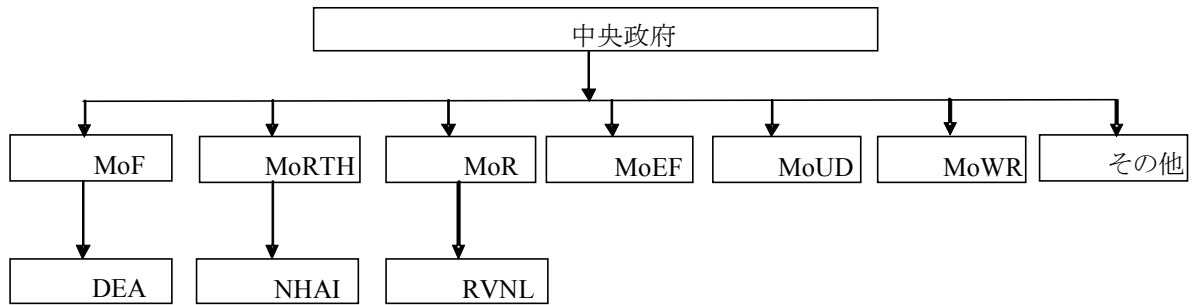 中央政府
MoF
MoRTH
MoR
MoEF
MoUD
MoWR
その他
DEA
NHAI
RVNL